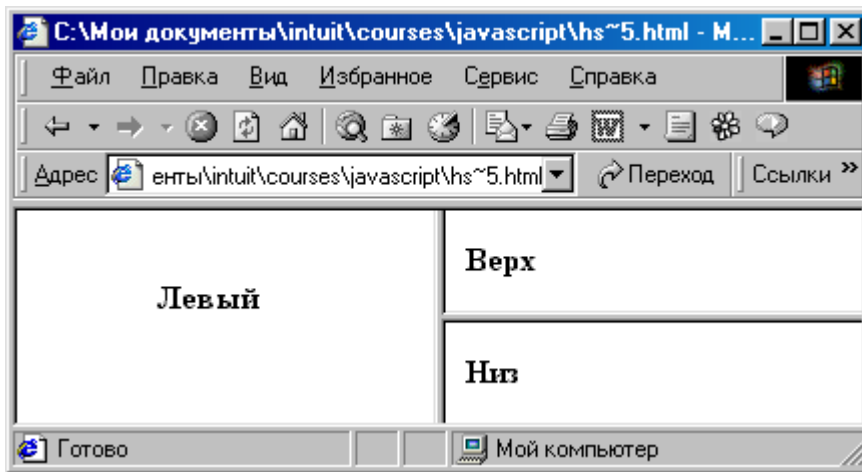 C:\Мои документы\intuit\courses\javascript\hs~5.html - М...
Файл Правка Вид Избранное Сервис Справка
Адрес енты\intuit\courses\javascript\hs~5.html Переход Ссылки »
Левый
Верх
Низ
Готово Мой компьютер